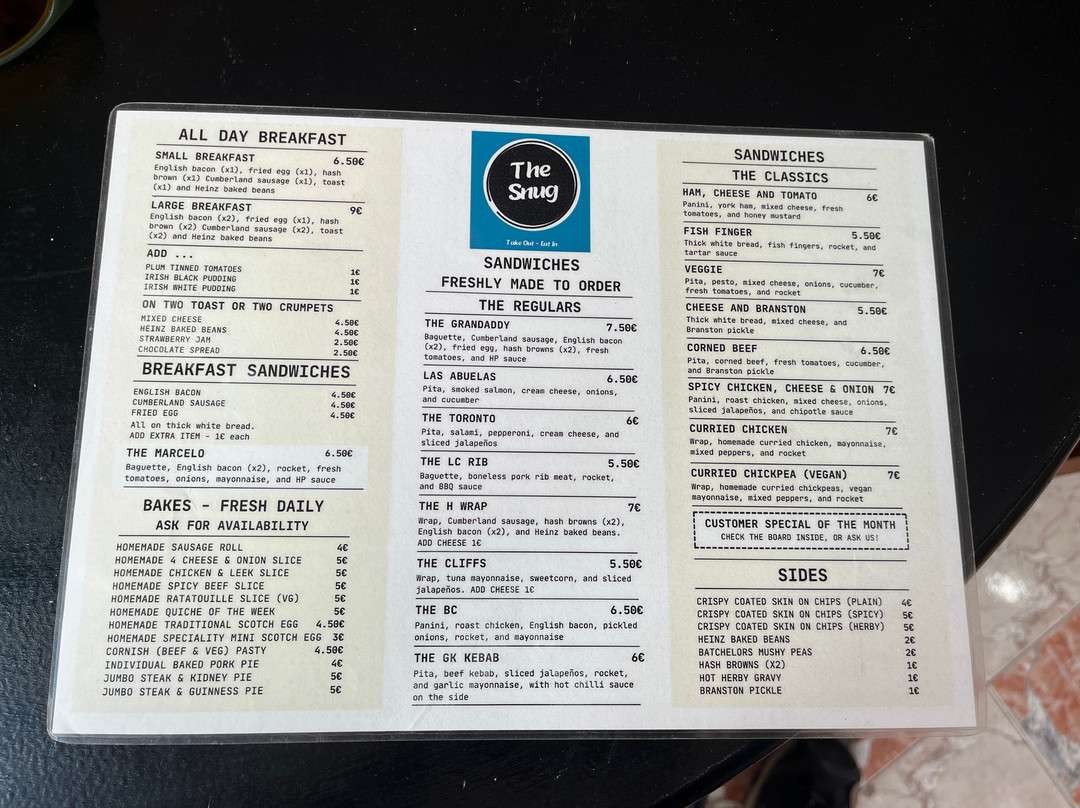 ALL DAY BREAKFAST
SMALL BREAKFAST 6.50€
English bacon (x1), fried egg (x1), hash
brown (x1) Cumberland sausage (x1), toast
(x1) and Heinz baked beans
LARGE BREAKFAST 9€
English bacon (x2), fried egg (x1), hash
brown (x2) Cumberland sausage (x2), toast
(x2) and Heinz baked beans
ADD ...
PLUM TINNED TOMATOES 1€
IRISH BLACK PUDDING 1€
IRISH WHITE PUDDING 1€
ON TWO TOAST OR TWO CRUMPETS
MIXED CHEESE 4.50€
HEINZ BAKED BEANS 4.50€
STRAWBERRY JAM 2.50€
CHOCOLATE SPREAD 2.50€
BREAKFAST SANDWICHES
ENGLISH BACON 4.50€
CUMBERLAND SAUSAGE 4.50€
FRIED EGG 4.50€
All on thick white bread.
ADD EXTRA ITEM - 1€ each
THE MARCELO 6.50€
Baguette, English bacon (x2), rocket, fresh
tomatoes, onions, mayonnaise, and HP sauce
BAKES - FRESH DAILY
ASK FOR AVAILABILITY
HOMEMADE SAUSAGE ROLL 4€
HOMEMADE 4 CHEESE & ONION SLICE 5€
HOMEMADE CHICKEN & LEEK SLICE 5€
HOMEMADE SPICY BEEF SLICE 5€
HOMEMADE RATATOUILLE SLICE (VG) 5€
HOMEMADE QUICHE OF THE WEEK 5€
HOMEMADE TRADITIONAL SCOTCH EGG 4.50€
HOMEMADE SPECIALITY MINI SCOTCH EGG 3€
CORNISH (BEEF & VEG) PASTY 4.50€
INDIVIDUAL BAKED PORK PIE 4€
JUMBO STEAK & KIDNEY PIE 5€
JUMBO STEAK & GUINNESS PIE 5€
The
Snug
Take Out - Eat In
SANDWICHES
FRESHLY MADE TO ORDER
THE REGULARS
THE GRANDADDY 7.50€
Baguette, Cumberland sausage, English bacon
(x2), fried egg, hash browns (x2), fresh
tomatoes, and HP sauce
LAS ABUELAS 6.50€
Pita, smoked salmon, cream cheese, onions,
and cucumber
THE TORONTO 6€
Pita, salami, pepperoni, cream cheese, and
sliced jalapeños
THE LC RIB 5.50€
Baguette, boneless pork rib meat, rocket,
and BBQ sauce
THE H WRAP 7€
Wrap, Cumberland sausage, hash browns (x2),
English bacon (x2), and Heinz baked beans.
ADD CHEESE 1€
THE CLIFFS 5.50€
Wrap, tuna mayonnaise, sweetcorn, and sliced
jalapeños. ADD CHEESE 1€
THE BC 6.50€
Panini, roast chicken, English bacon, pickled
onions, rocket, and mayonnaise
THE GK KEBAB 6€
Pita, beef kebab, sliced jalapeños, rocket,
and garlic mayonnaise, with hot chilli sauce
on the side
SANDWICHES
THE CLASSICS
HAM, CHEESE AND TOMATO 6€
Panini, york ham, mixed cheese, fresh
tomatoes, and honey mustard
FISH FINGER 5.50€
Thick white bread, fish fingers, rocket, and
tartar sauce
VEGGIE 7€
Pita, pesto, mixed cheese, onions, cucumber,
fresh tomatoes, and rocket
CHEESE AND BRANSTON 5.50€
Thick white bread, mixed cheese, and
Branston pickle
CORNED BEEF 6.50€
Pita, corned beef, fresh tomatoes, cucumber,
and Branston pickle
SPICY CHICKEN, CHEESE & ONION 7€
Panini, roast chicken, mixed cheese, onions,
sliced jalapeños, and chipotle sauce
CURRIED CHICKEN 7€
Wrap, homemade curried chicken, mayonnaise,
mixed peppers, and rocket
CURRIED CHICKPEA (VEGAN) 7€
Wrap, homemade curried chickpeas, vegan
mayonnaise, mixed peppers, and rocket
CUSTOMER SPECIAL OF THE MONTH
CHECK THE BOARD INSIDE, OR ASK US!
SIDES
CRISPY COATED SKIN ON CHIPS (PLAIN) 4€
CRISPY COATED SKIN ON CHIPS (SPICY) 5€
CRISPY COATED SKIN ON CHIPS (HERBY) 5€
HEINZ BAKED BEANS 2€
BATCHELORS MUSHY PEAS 2€
HASH BROWNS (X2) 1€
HOT HERBY GRAVY 1€
BRANSTON PICKLE 1€